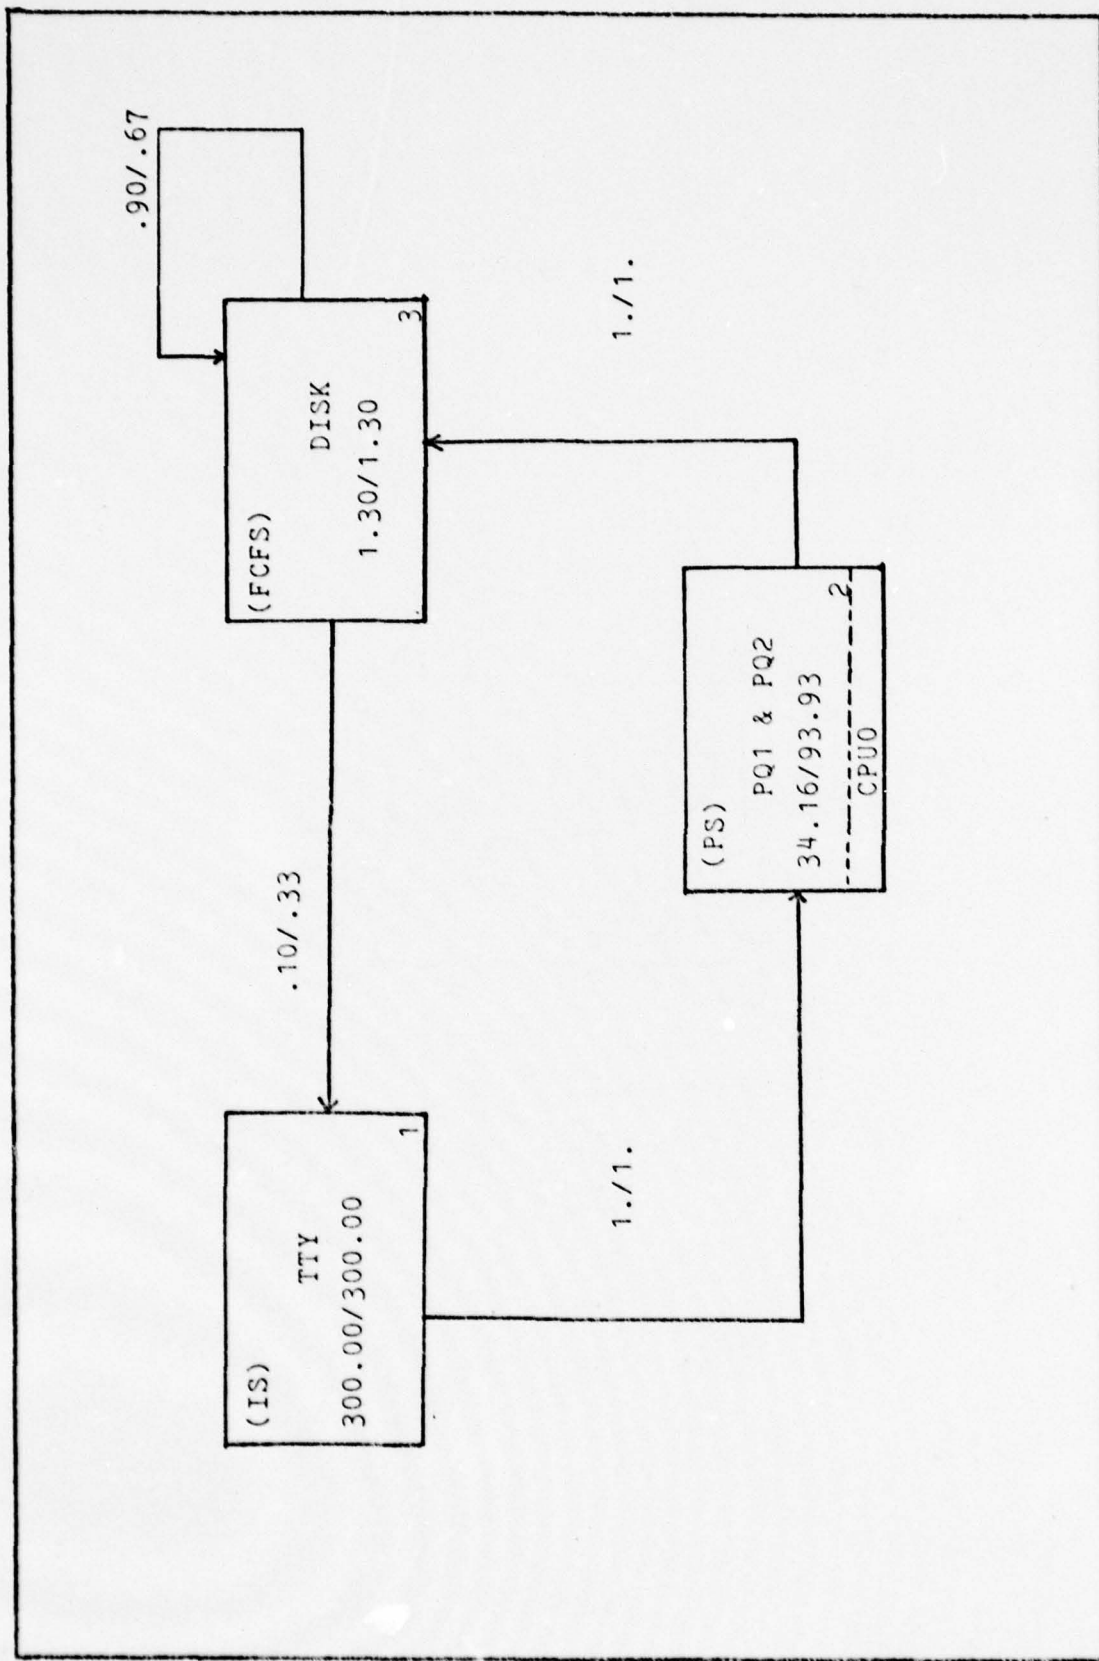 .90/.67
(FCFS)
DISK
1.30/1.30
3
.10/.33
(IS)
TTY
300.00/300.00
1
1./1.
1./1.
(PS)
PQ1 & PQ2
34.16/93.93
2
CPU0